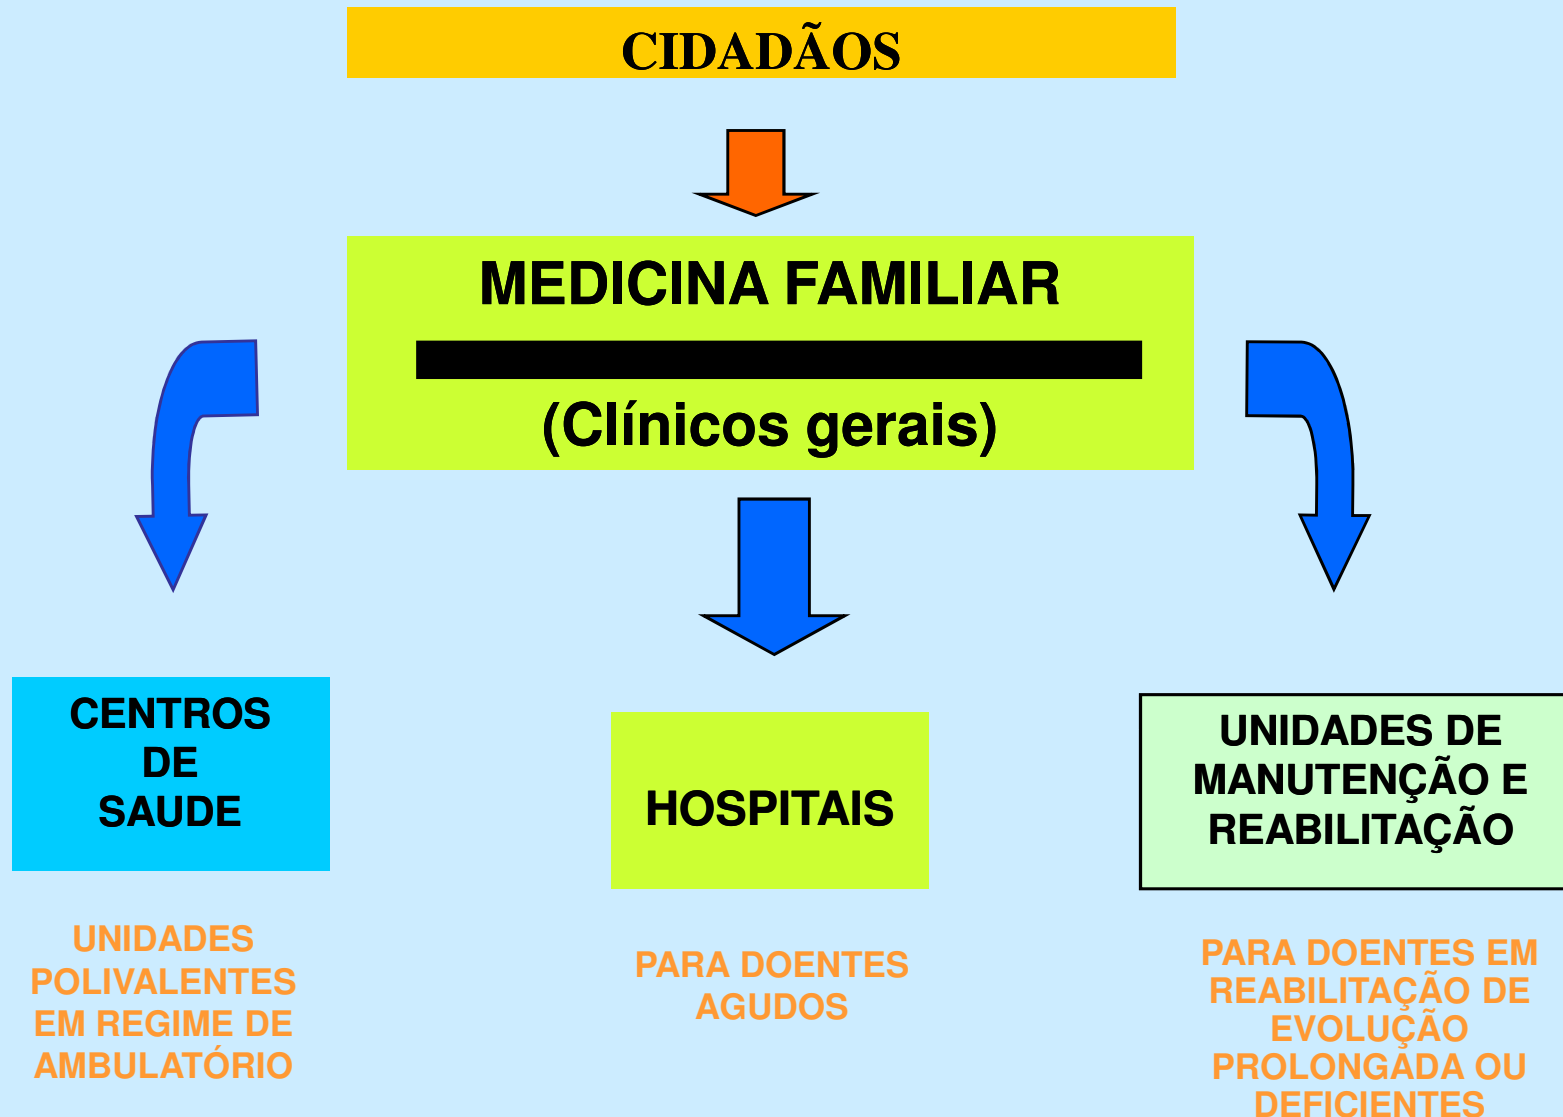 CIDADÃOS
MEDICINA FAMILIAR
(Clínicos gerais)
CENTROS
DE
SAUDE
UNIDADES
POLIVALENTES
EM REGIME DE
AMBULATÓRIO
HOSPITAIS
PARA DOENTES
AGUDOS
UNIDADES DE
MANUTENÇÃO E
REABILITAÇÃO
PARA DOENTES EM
REABILITAÇÃO DE
EVOLUÇÃO
PROLONGADA OU
DEFICIENTES